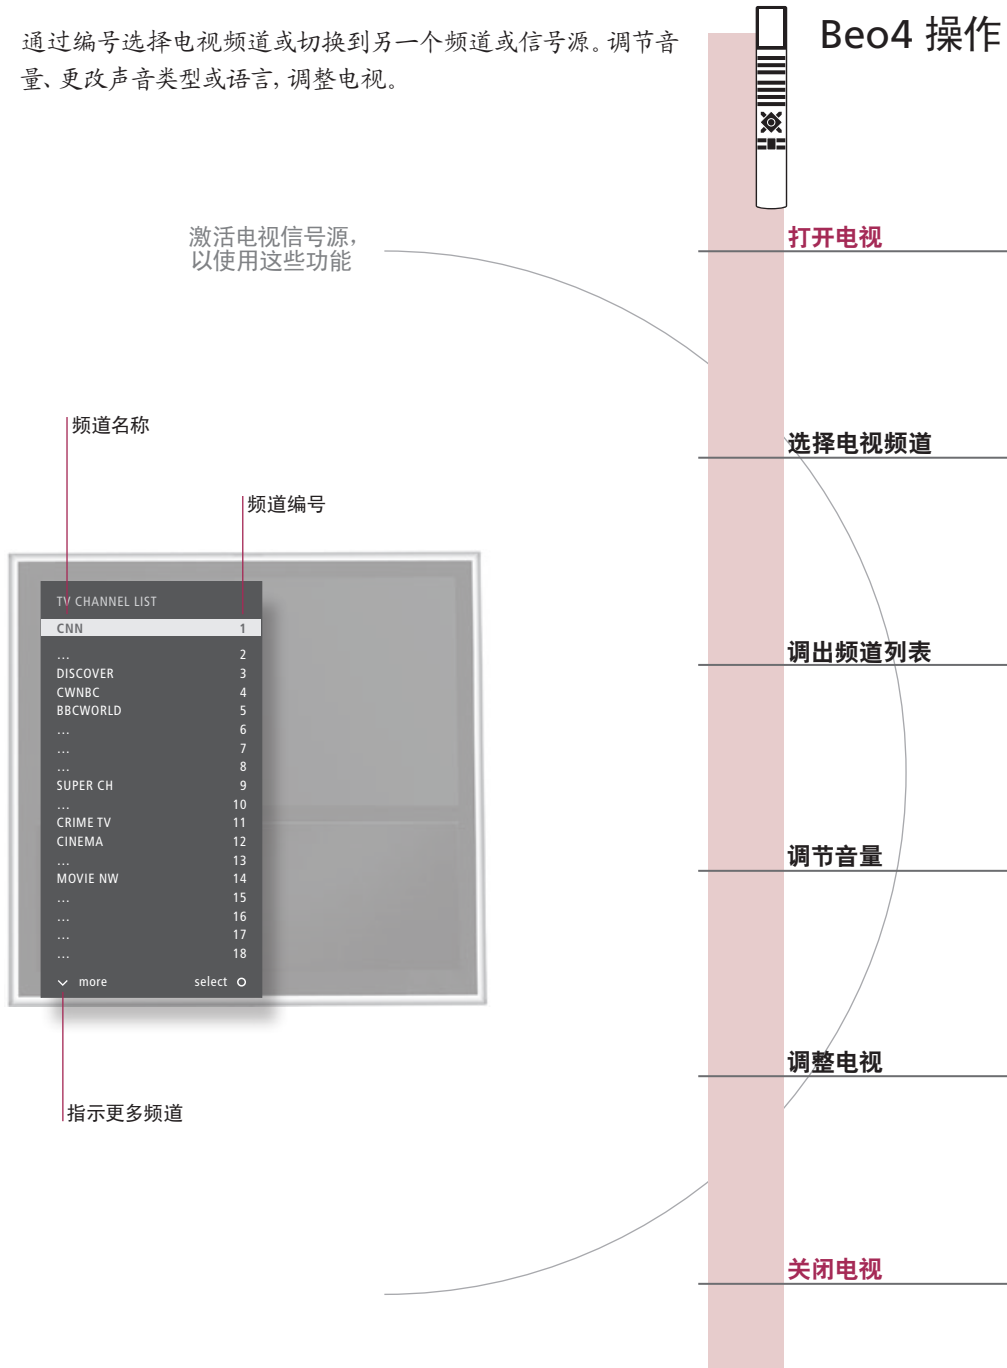 通过编号选择电视频道或切换到另一个频道或信号源。调节音
量、更改声音类型或语言, 调整电视。
Beo4 操作
激活电视信号源，
以使用这些功能
打开电视
频道名称
选择电视频道
频道编号
TV CHANNEL LIST
CNN 1
... 2
DISCOVER 3
CWNBC 4
BBCWORLD 5
... 6
... 7
... 8
SUPER CH 9
... 10
CRIME TV 11
CINEMA 12
... 13
MOVIE NW 14
... 15
... 16
... 17
... 18
more select
调出频道列表
调节音量
调整电视
指示更多频道
关闭电视